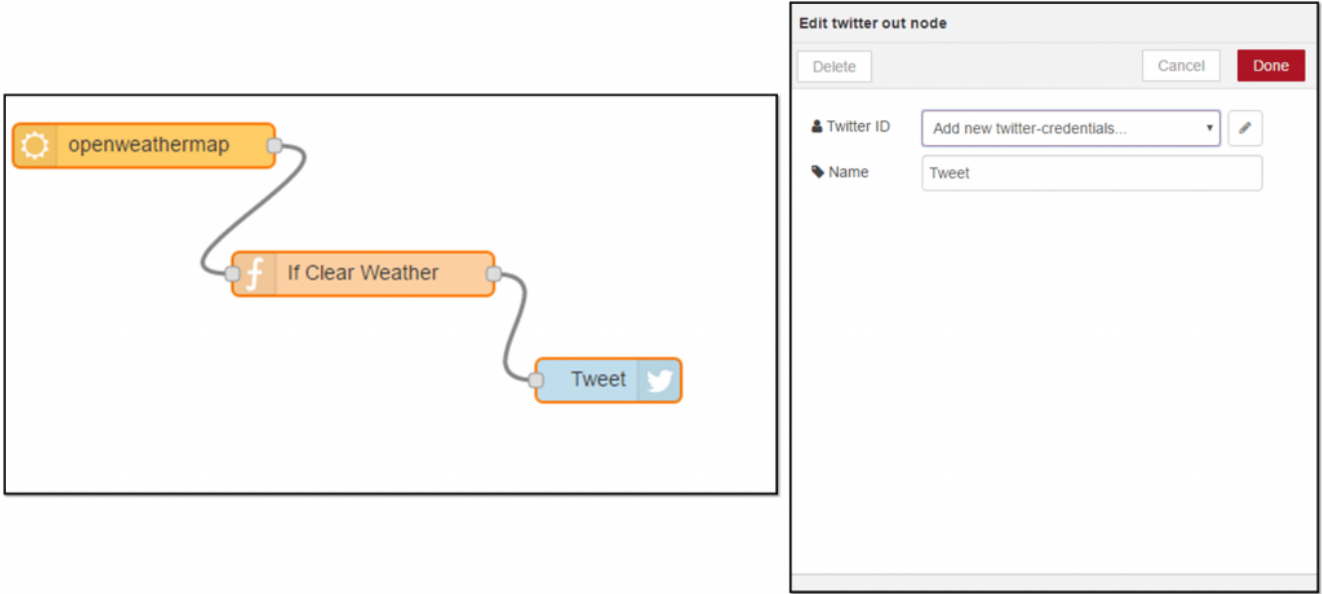 openweathermap
If Clear Weather
Tweet
Edit twitter out node
Delete
Cancel
Done
Twitter ID
Add new twitter-credentials...
Name
Tweet